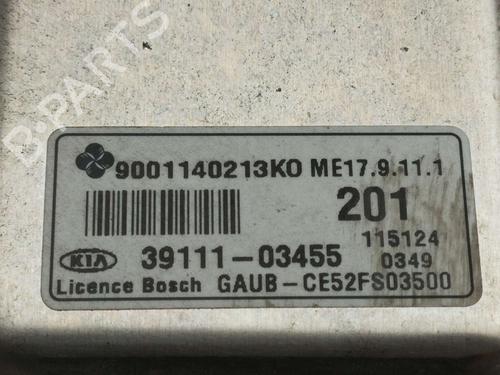 B-PARTS
9001140213KO ME17.9.11.1
201
115124
KIA 39111-03455 0349
Licence Bosch GAUB-CE52FS03500